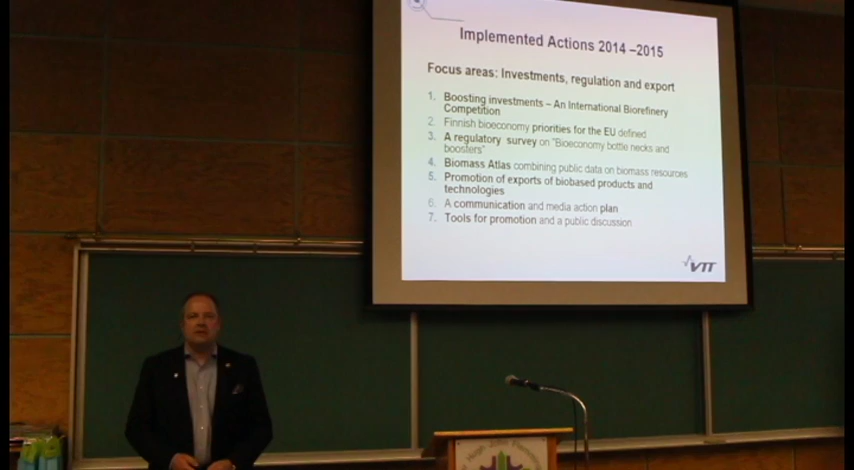 Implemented Actions 2014 –2015
Focus areas: Investments, regulation and export
1. Boosting investments – An International Biorefinery
Competition
2. Finnish bioeconomy priorities for the EU defined
3. A regulatory survey on "Bioeconomy bottle necks and
boosters"
4. Biomass Atlas combining public data on biomass resources
5. Promotion of exports of biobased products and
technologies
6. A communication and media action plan
7. Tools for promotion and a public discussion
VTT